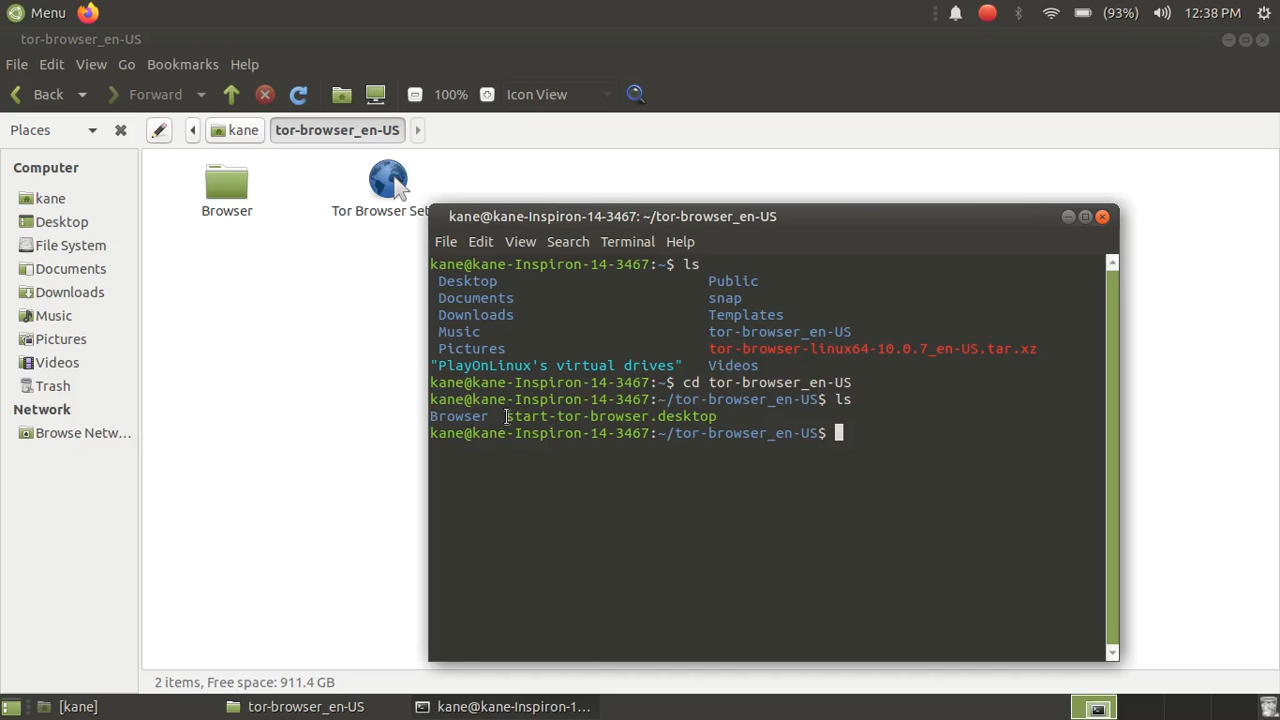 Menu
(93%)
12:38 PM
tor-browser_en-US
File Edit View Go Bookmarks Help
Back
Forward
100%
Icon View
Places
kane
tor-browser_en-US
Computer
kane
Desktop
File System
Documents
Downloads
Music
Pictures
Videos
Trash
Network
Browse Netw...
Browser
Tor Browser Set
kane@kane-Inspiron-14-3467: ~/tor-browser_en-US
File Edit View Search Terminal Help
kane@kane-Inspiron-14-3467:~$ ls
Desktop Public
Documents snap
Downloads Templates
Music tor-browser_en-US
Pictures tor-browser-linux64-10.0.7_en-US.tar.xz
"PlayOnLinux's virtual drives" Videos
kane@kane-Inspiron-14-3467:~$ cd tor-browser_en-US
kane@kane-Inspiron-14-3467:~/tor-browser_en-US$ ls
Browser start-tor-browser.desktop
kane@kane-Inspiron-14-3467:~/tor-browser_en-US$
2 items, Free space: 911.4 GB
[kane]
tor-browser_en-US
kane@kane-Inspiron-1...